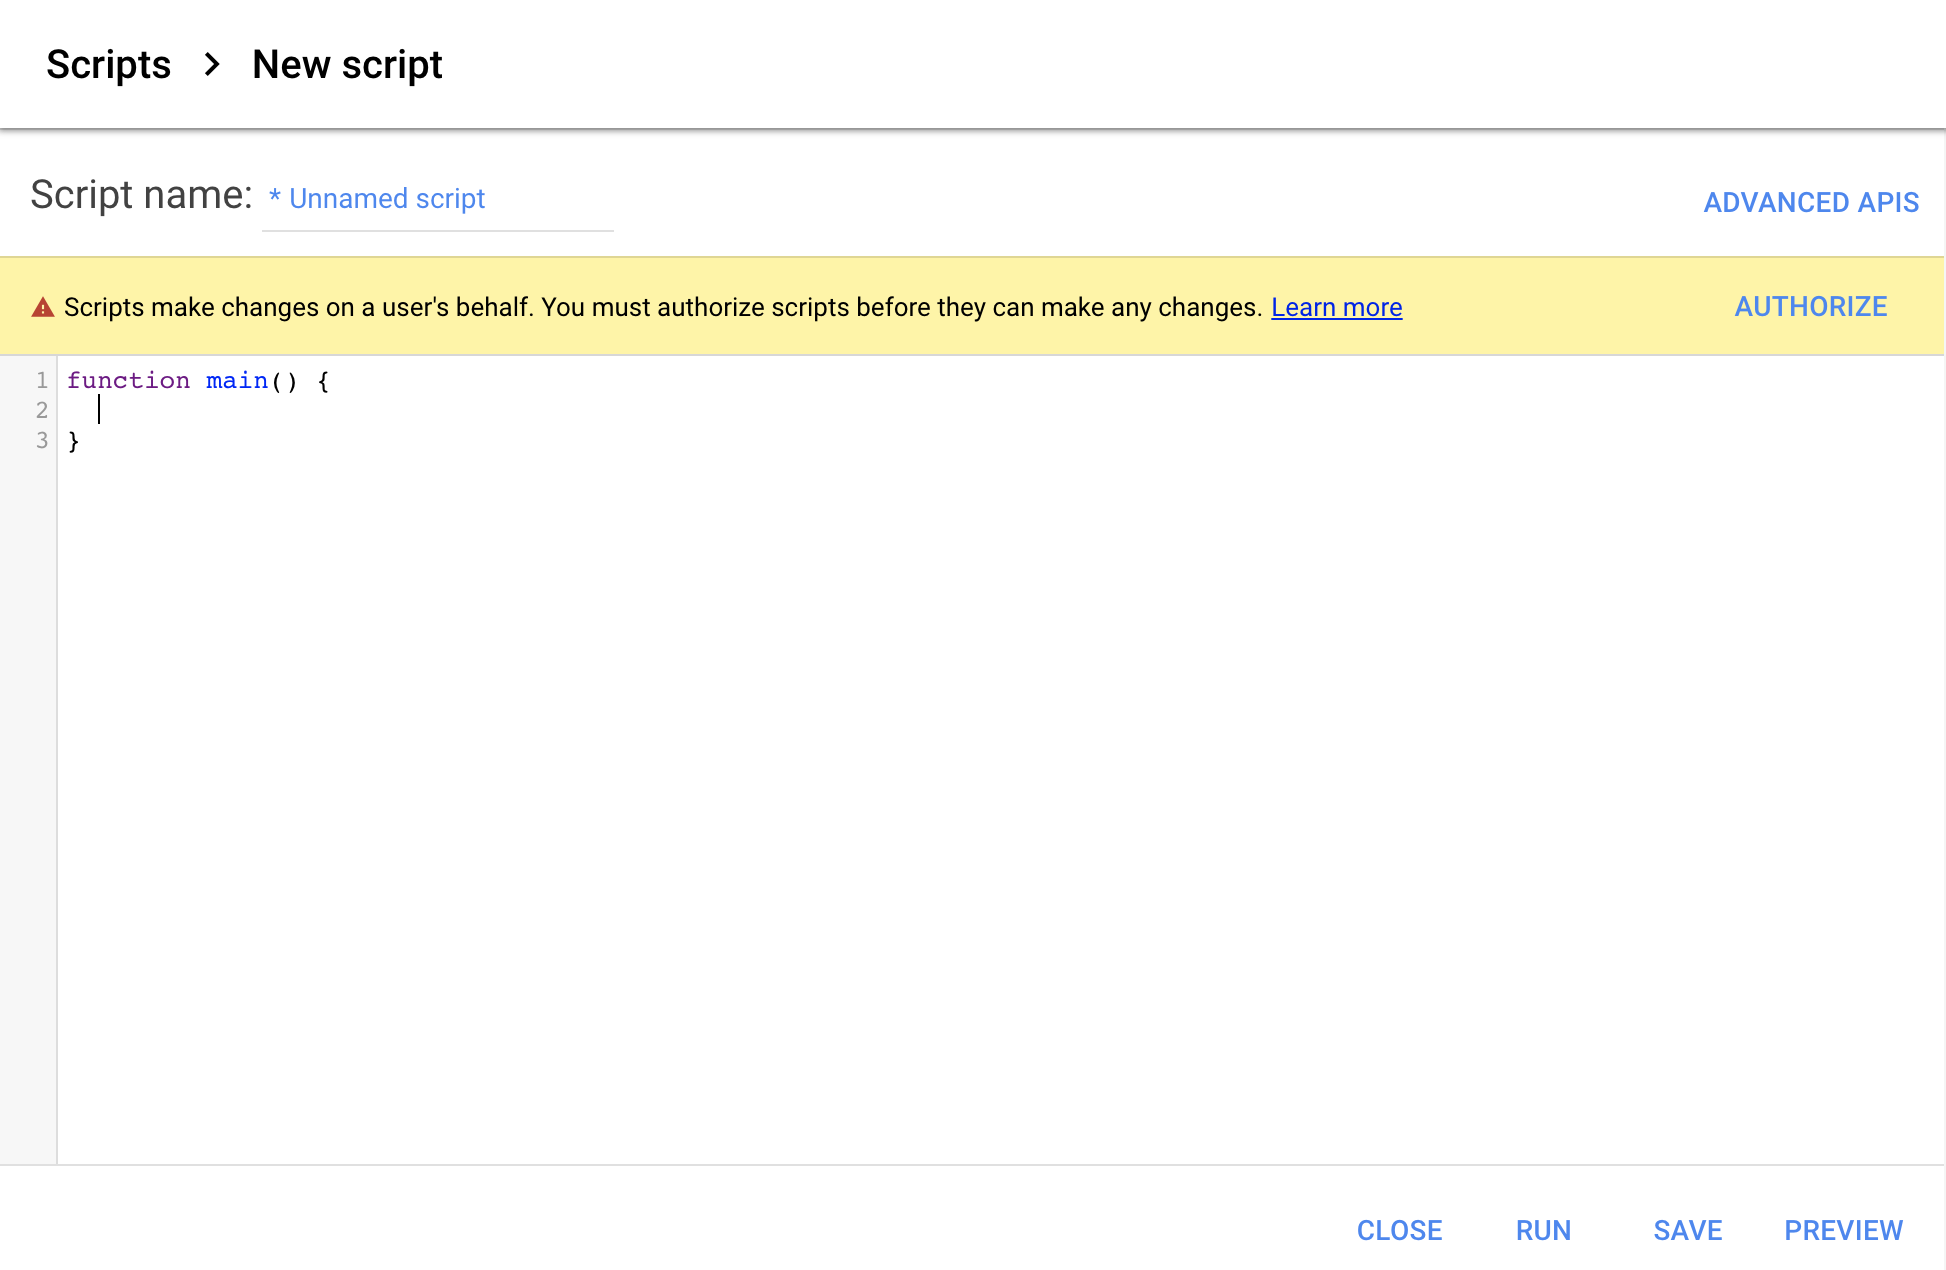 Scripts > New script
Script name: * Unnamed script
ADVANCED APIS
Scripts make changes on a user's behalf. You must authorize scripts before they can make any changes. Learn more
AUTHORIZE
1 function main() {
2
3 }
CLOSE RUN SAVE PREVIEW